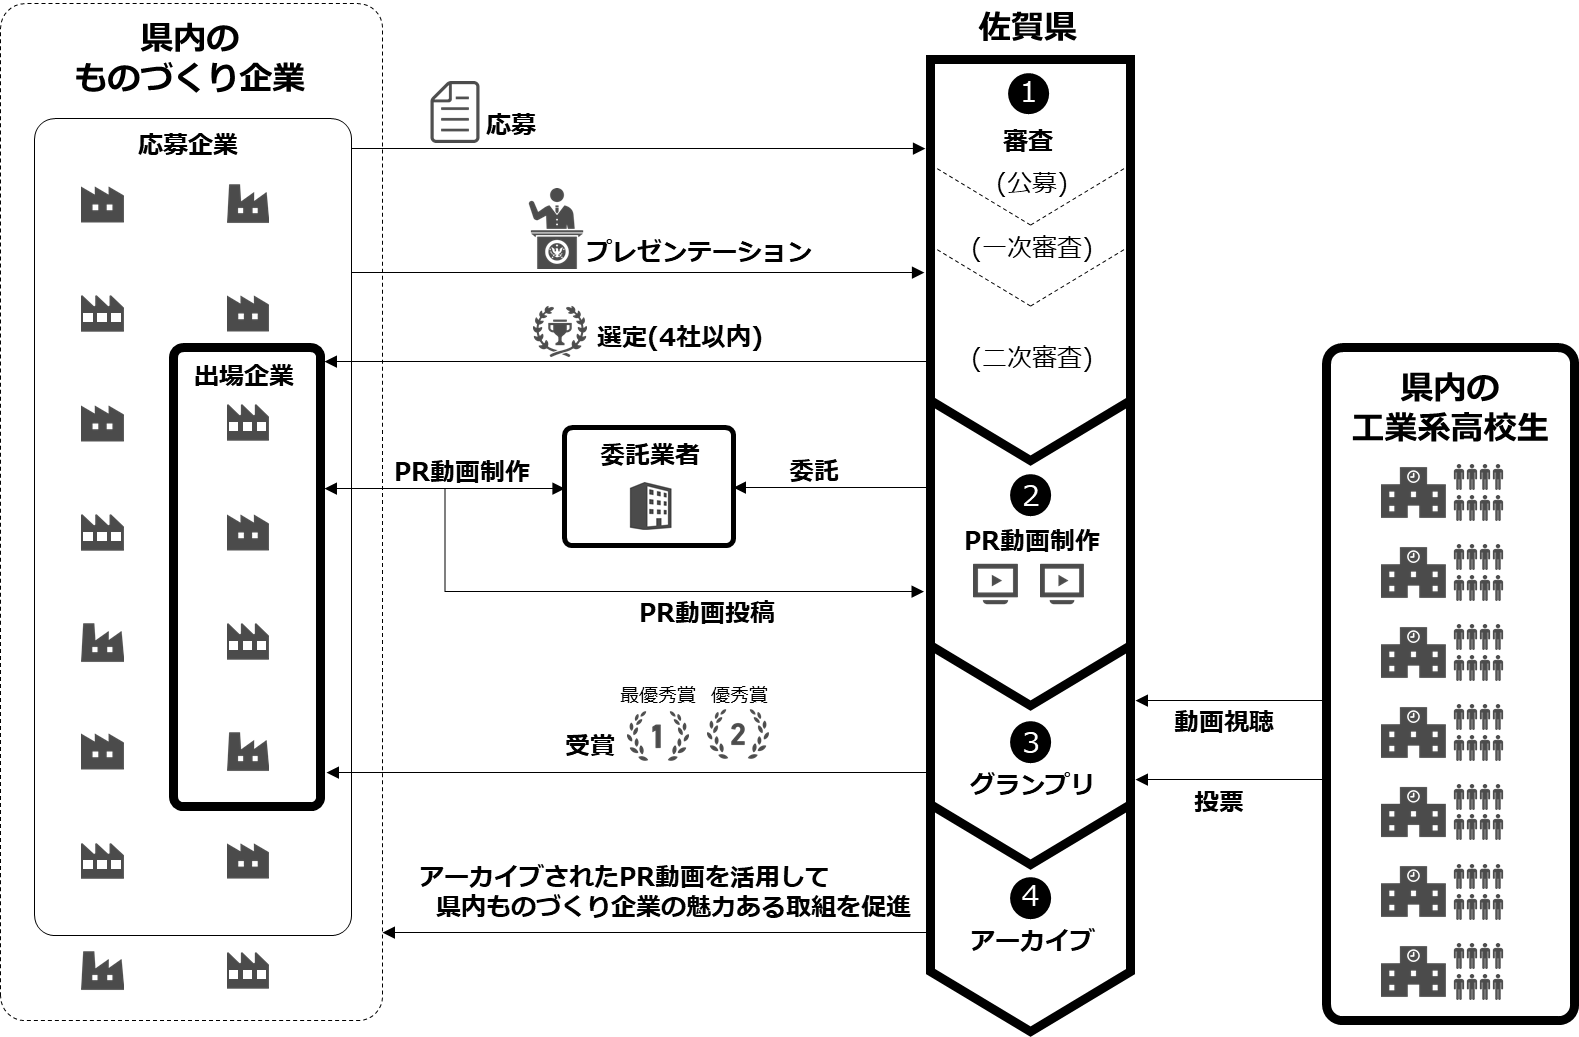 県内の
ものづくり企業
応募企業
出場企業
応募
プレゼンテーション
選定(4社以内)
PR動画制作
委託業者
委託
PR動画投稿
最優秀賞
優秀賞
受賞
1
2
アーカイブされたPR動画を活用して
県内ものづくり企業の魅力ある取組を促進
佐賀県
1
審査
(公募)
(一次審査)
(二次審査)
2
PR動画制作
3
グランプリ
4
アーカイブ
動画視聴
投票
県内の
工業系高校生